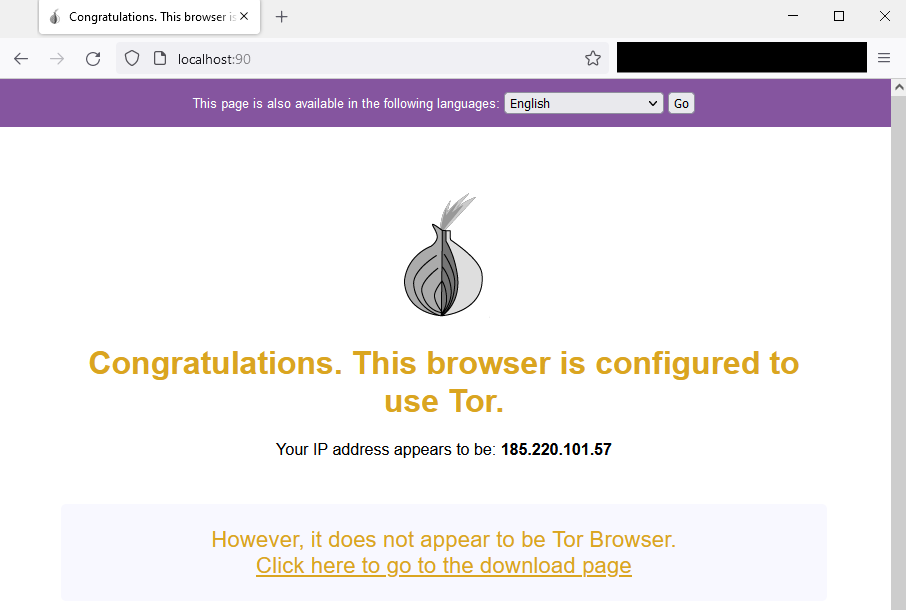 Congratulations. This browser is
localhost:90
This page is also available in the following languages: English Go
Congratulations. This browser is configured to
use Tor.
Your IP address appears to be: 185.220.101.57
However, it does not appear to be Tor Browser.
Click here to go to the download page